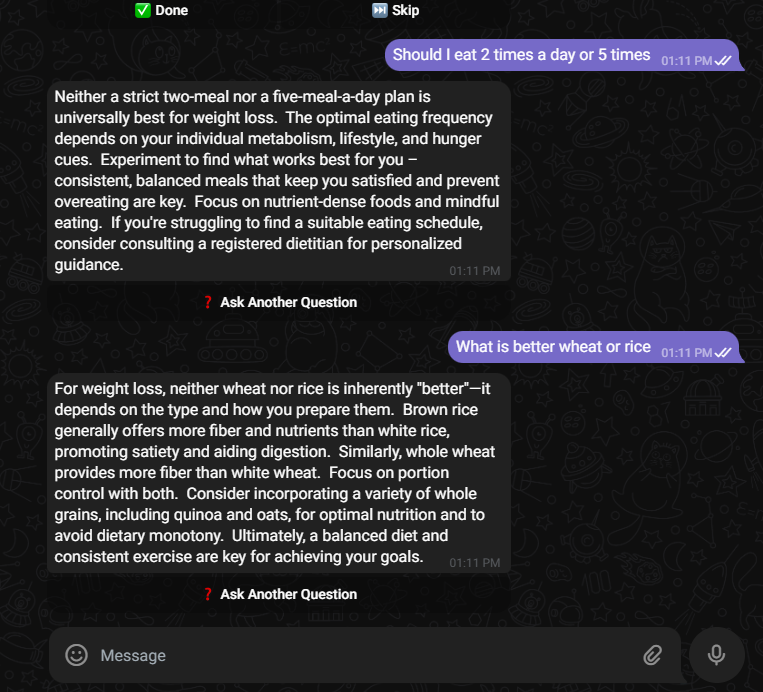 ✅ Done
⏭ Skip
Should I eat 2 times a day or 5 times 01:11 PM
Neither a strict two-meal nor a five-meal-a-day plan is
universally best for weight loss.  The optimal eating frequency
depends on your individual metabolism, lifestyle, and hunger
cues.  Experiment to find what works best for you –
consistent, balanced meals that keep you satisfied and prevent
overeating are key.  Focus on nutrient-dense foods and mindful
eating.  If you're struggling to find a suitable eating schedule,
consider consulting a registered dietitian for personalized
guidance. 01:11 PM
❓ Ask Another Question
What is better wheat or rice 01:11 PM
For weight loss, neither wheat nor rice is inherently "better"—it
depends on the type and how you prepare them.  Brown rice
generally offers more fiber and nutrients than white rice,
promoting satiety and aiding digestion.  Similarly, whole wheat
provides more fiber than white wheat.  Focus on portion
control with both.  Consider incorporating a variety of whole
grains, including quinoa and oats, for optimal nutrition and to
avoid dietary monotony.  Ultimately, a balanced diet and
consistent exercise are key for achieving your goals. 01:11 PM
❓ Ask Another Question
Message